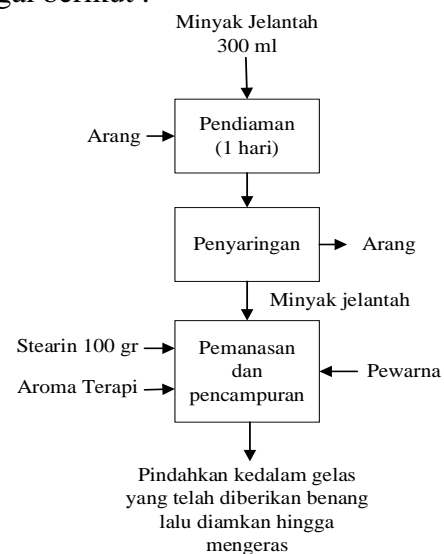 gai berikut :
Minyak Jelantah
300 ml
Arang
Pendiaman
(1 hari)
Penyaringan
Arang
Minyak jelantah
Stearin 100 gr
Aroma Terapi
Pemanasan
dan
pencampuran
Pewarna
Pindahkan kedalam gelas
yang telah diberikan benang
lalu diamkan hingga
mengeras